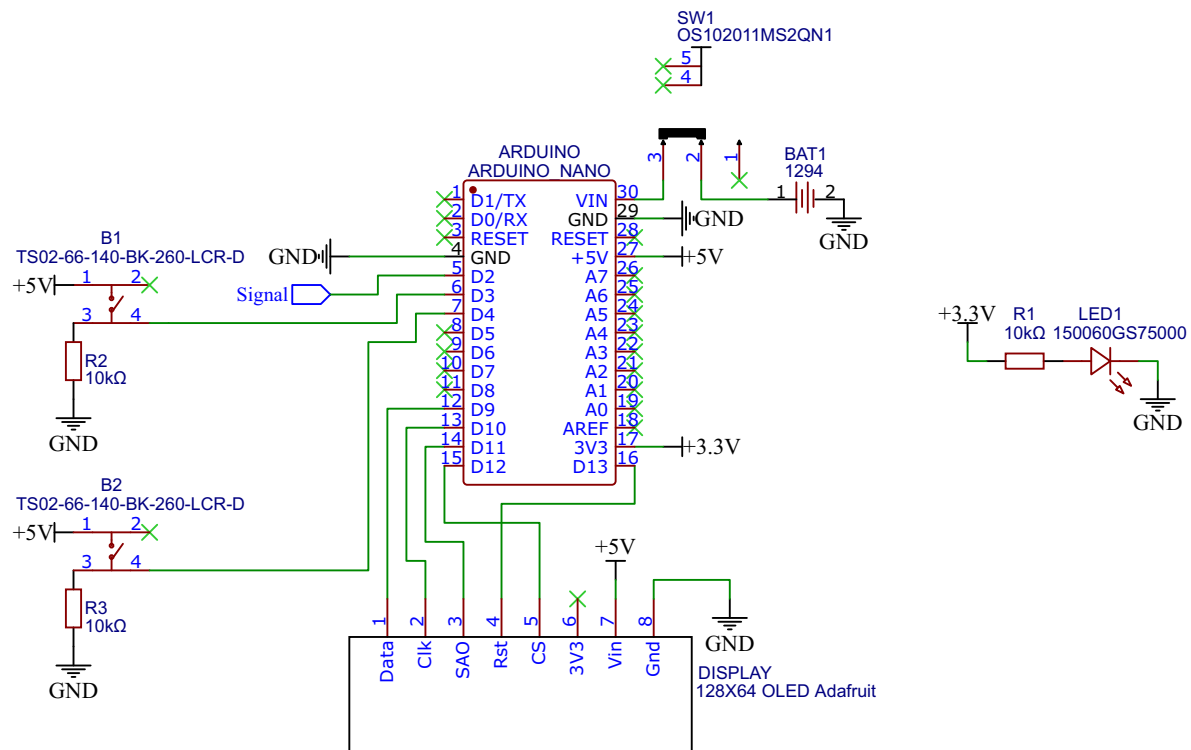 SW1
OS102011MS2QN1
5
4
3
2
1
BAT1
1294
1
2
GND
ARDUINO
ARDUINO_NANO
1 D1/TX
2 D0/RX
3 RESET
4 GND
5 D2
6 D3
7 D4
8 D5
9 D6
10 D7
11 D8
12 D9
13 D10
14 D11
15 D12
VIN 30
GND 29
RESET 28
+5V 27
A7 26
A6 25
A5 24
A4 23
A3 22
A2 21
A1 20
A0 19
AREF 18
3V3 17
D13 16
GND
+5V
+3.3V
GND
Signal
B1
TS02-66-140-BK-260-LCR-D
+5V
1
2
3
4
R2
10kΩ
GND
B2
TS02-66-140-BK-260-LCR-D
+5V
1
2
3
4
R3
10kΩ
GND
+3.3V
R1
10kΩ
LED1
150060GS75000
GND
+5V
GND
1
2
3
4
5
6
7
8
Data
Clk
SAO
Rst
CS
3V3
Vin
Gnd
DISPLAY
128X64 OLED Adafruit